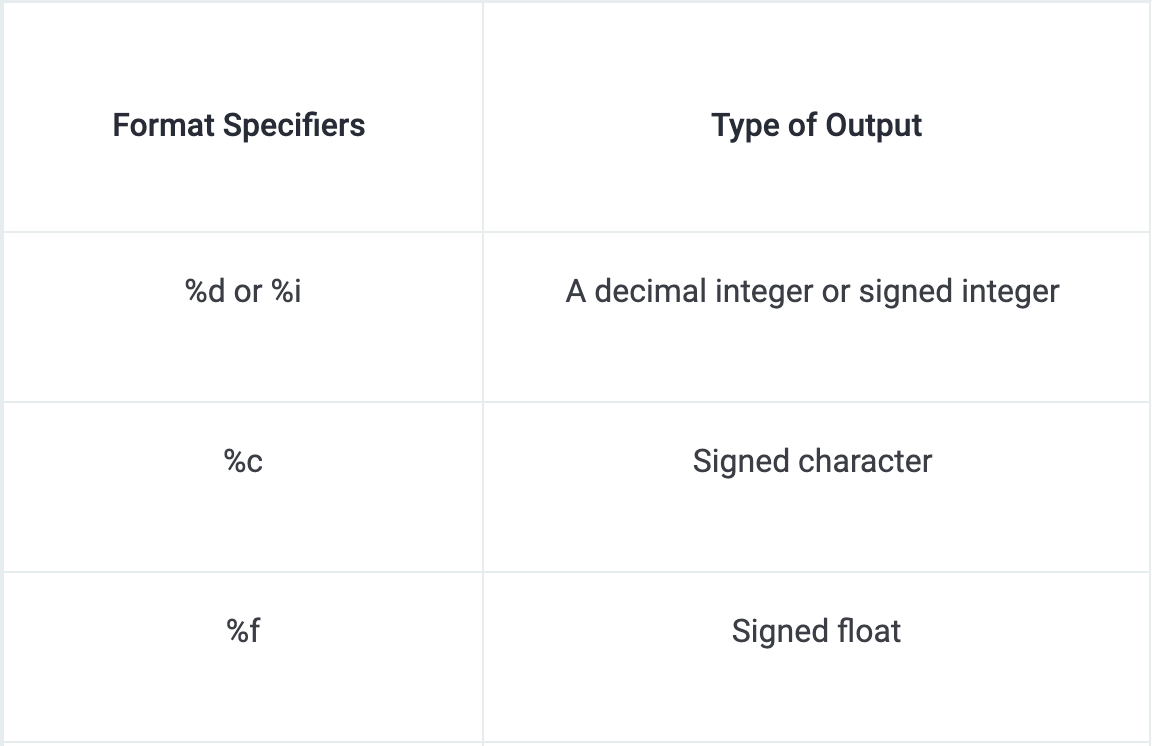 Format Specifiers Type of Output
%d or %i A decimal integer or signed integer
%c Signed character
%f Signed float